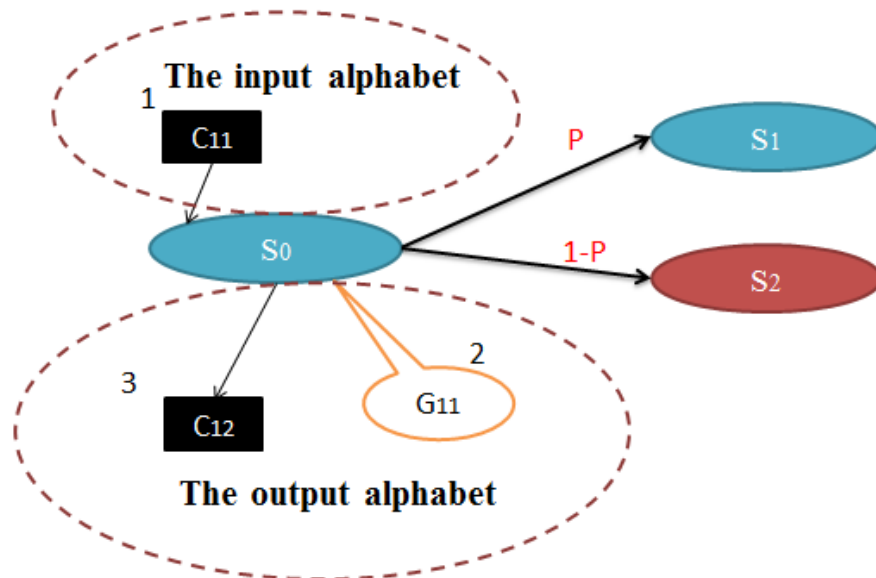 The input alphabet
1
C11
P
S1
S0
1-P
S2
2
3
G11
C12
The output alphabet